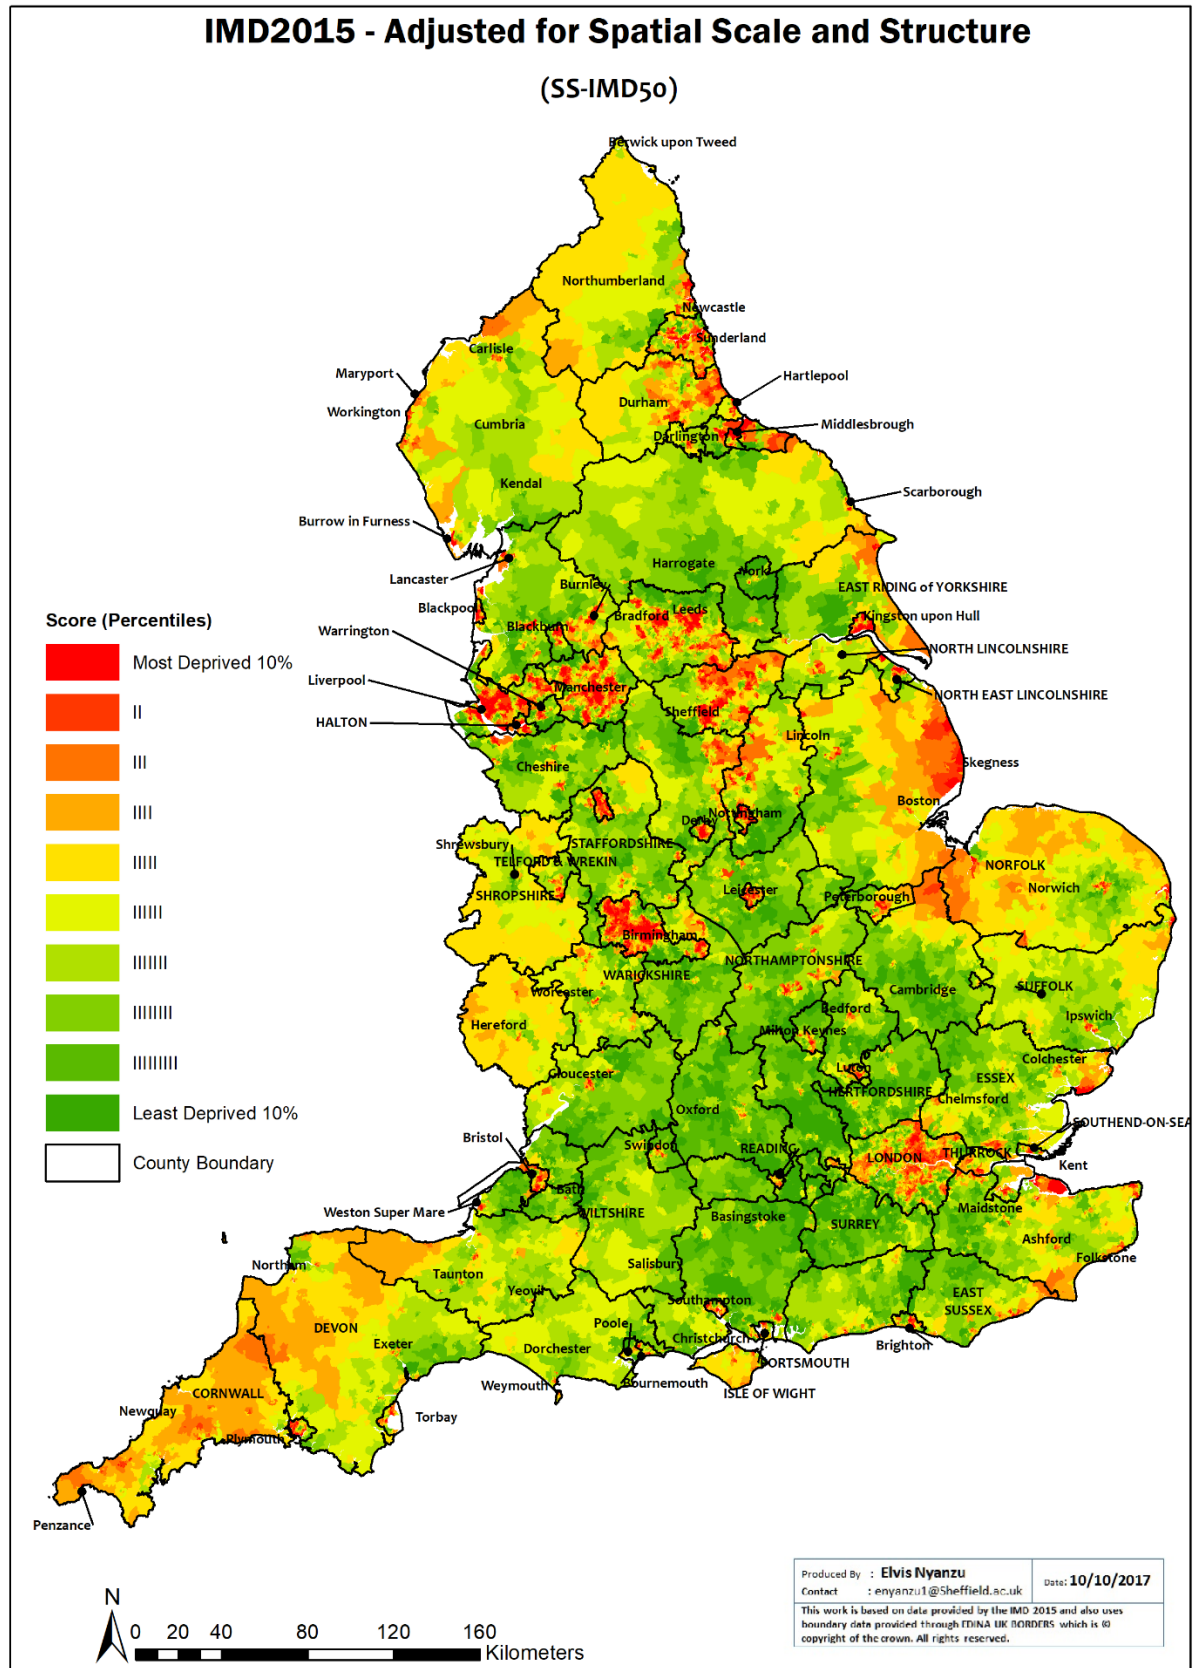 IMD2015 - Adjusted for Spatial Scale and Structure
(SS-IMD50)
Berwick upon Tweed
Northumberland
Newcastle
Sunderland
Carlisle
Maryport
Hartlepool
Workington
Durham
Cumbria
Middlesbrough
Darlington
Kendal
Scarborough
Burrow in Furness
Harrogate
York
Lancaster
Burnley
EAST RIDING of YORKSHIRE
Blackpool
Bradford
Leeds
Kingston upon Hull
Warrington
Blackburn
NORTH LINCOLNSHIRE
Liverpool
Manchester
NORTH EAST LINCOLNSHIRE
Sheffield
HALTON
Lincoln
Cheshire
Skegness
Boston
Derby
Nottingham
Shrewsbury
STAFFORDSHIRE
TELFORD & WREKIN
NORFOLK
SHROPSHIRE
Leicester
Peterborough
Norwich
Birmingham
NORTHAMPTONSHIRE
WARICKSHIRE
Worcester
Cambridge
SUFFOLK
Hereford
Bedford
Ipswich
Milton Keynes
Colchester
Gloucester
Luton
ESSEX
HERTFORDSHIRE
Chelmsford
Oxford
SOUTHEND-ON-SEA
Bristol
Swindon
READING
LONDON
THURROCK
Kent
Bath
Weston Super Mare
WILTSHIRE
Basingstoke
SURREY
Maidstone
Ashford
Northam
Taunton
Salisbury
Folkstone
Yeovil
EAST
SUSSEX
Southampton
DEVON
Poole
Exeter
Dorchester
Christchurch
Brighton
PORTSMOUTH
Weymouth
Bournemouth
ISLE OF WIGHT
CORNWALL
Newquay
Torbay
Plymouth
Penzance
Score (Percentiles)
Most Deprived 10%
II
III
IIII
IIIII
IIIIII
IIIIIII
IIIIIIII
IIIIIIIII
Least Deprived 10%
County Boundary
N
0 20 40 80 120 160
Kilometers
Produced By : Elvis Nyanzu
Contact : enyanzu1@Sheffield.ac.uk
Date: 10/10/2017
This work is based on data provided by the IMD 2015 and also uses
boundary data provided through EDINA UK BORDERS which is ©
copyright of the crown. All rights reserved.